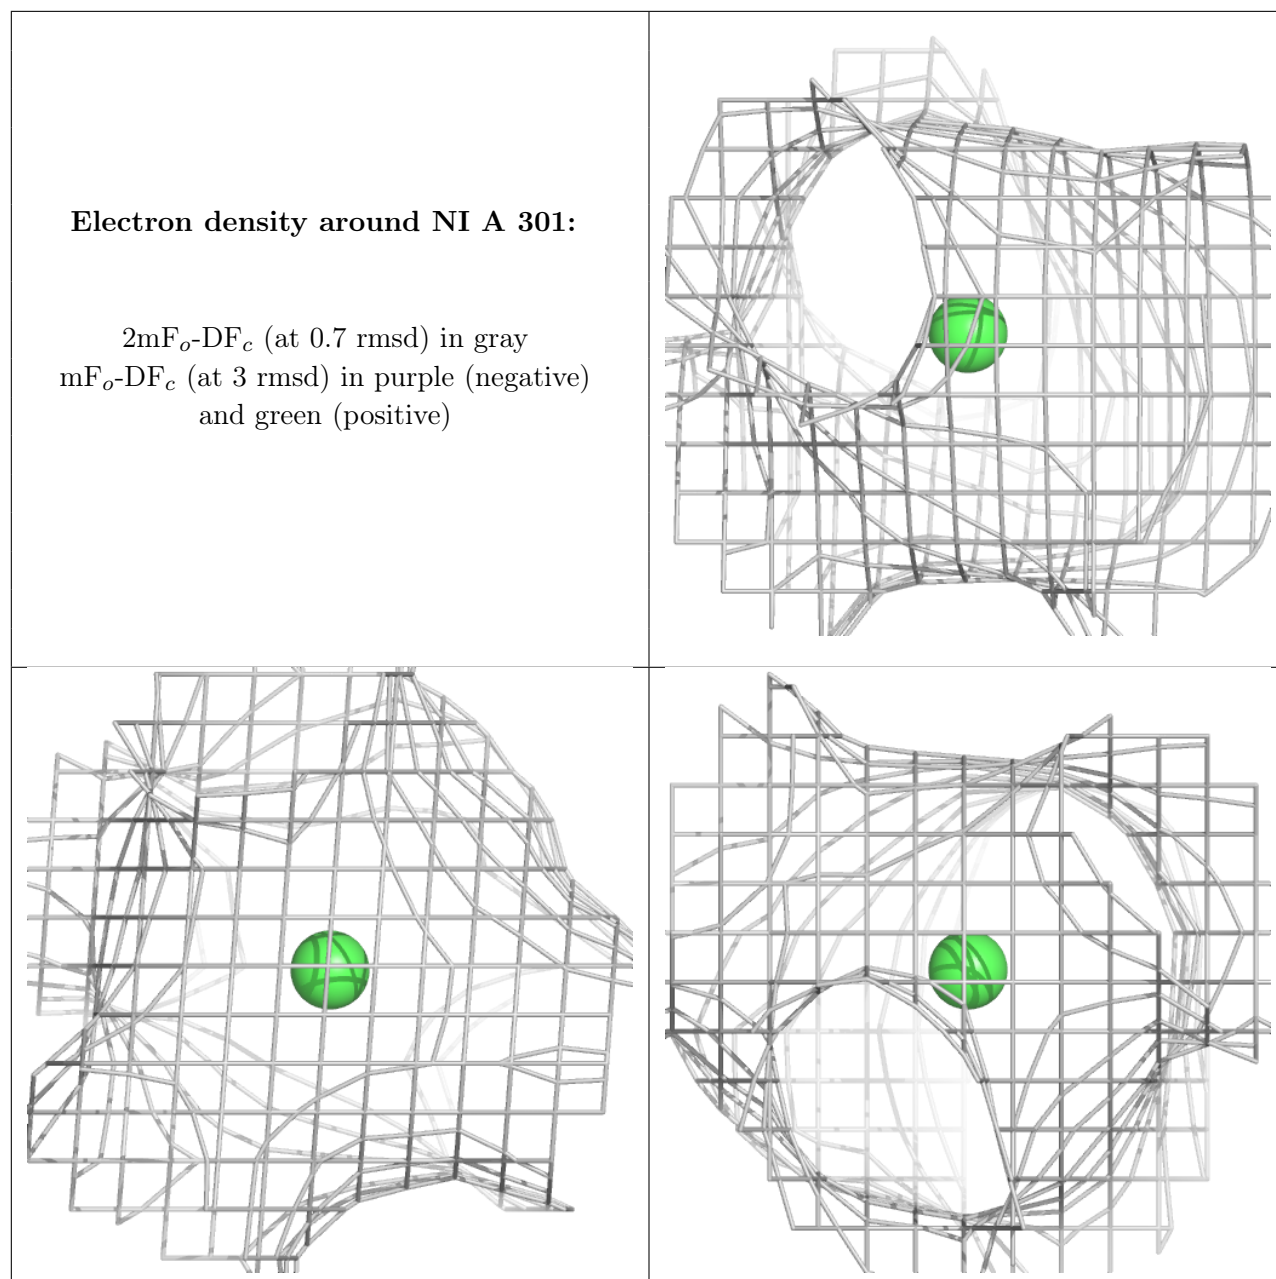 Electron density around NI A 301:
2mFo-DFc (at 0.7 rmsd) in gray
mFo-DFc (at 3 rmsd) in purple (negative)
and green (positive)